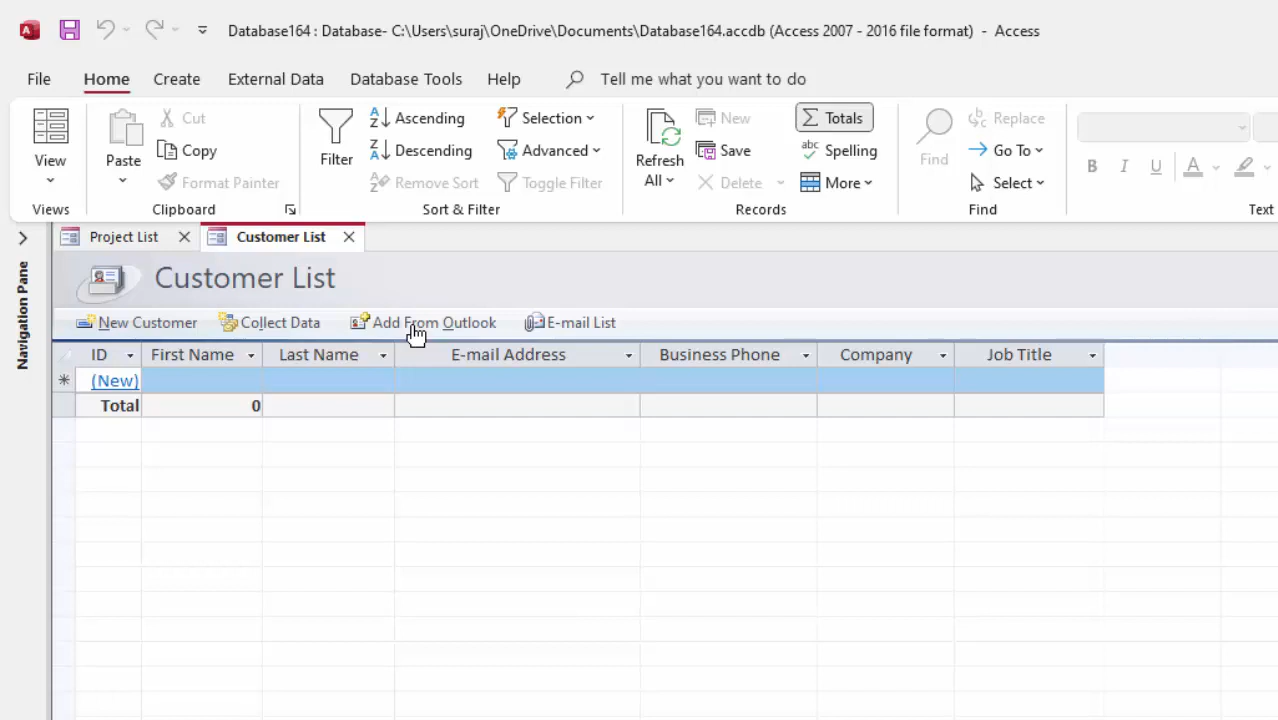 Database164 : Database- C:\Users\suraj\OneDrive\Documents\Database164.accdb (Access 2007 - 2016 file format) - Access
File Home Create External Data Database Tools Help Tell me what you want to do
View Paste Cut Copy Format Painter Filter Ascending Descending Remove Sort Selection Advanced Toggle Filter Refresh All New Save Delete Totals Spelling More Find Replace Go To Select B I U A
Views Clipboard Sort & Filter Records Find Text
Project List Customer List
Navigation Pane
Customer List
New Customer Collect Data Add From Outlook E-mail List
ID First Name Last Name E-mail Address Business Phone Company Job Title
(New)
Total 0